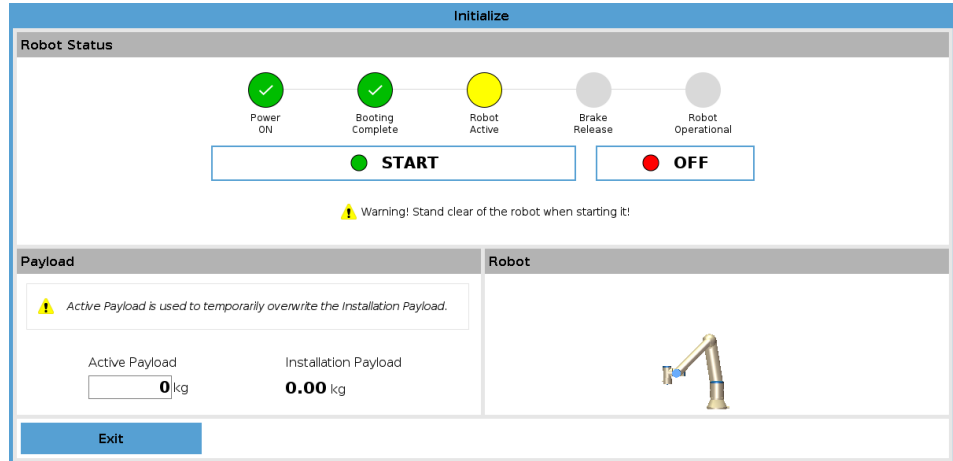 Initialize
Robot Status
Power ON
Booting Complete
Robot Active
Brake Release
Robot Operational
START
OFF
Warning! Stand clear of the robot when starting it!
Payload
Robot
Active Payload is used to temporarily overwrite the Installation Payload.
Active Payload
Installation Payload
0 kg
0.00 kg
Exit